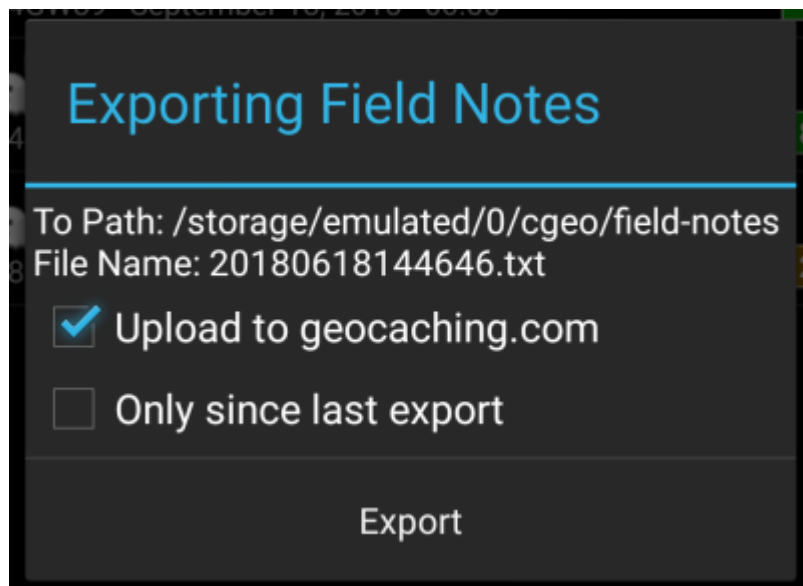 Exporting Field Notes
To Path: /storage/emulated/0/cgeo/field-notes
File Name: 20180618144646.txt
Upload to geocaching.com
Only since last export
Export